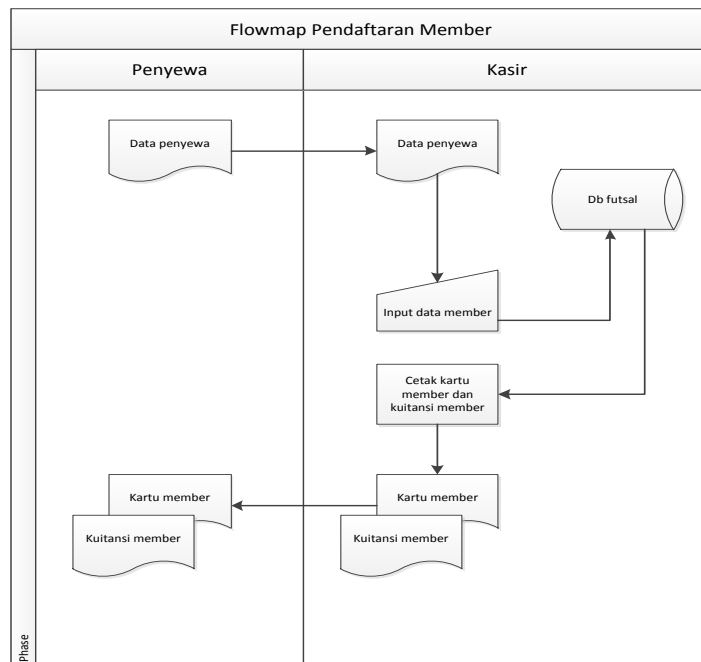 Flowmap Pendaftaran Member
Penyewa
Kasir
Data penyewa
Data penyewa
Db futsal
Input data member
Cetak kartu
member dan
kuitansi member
Kartu member
Kuitansi member
Kartu member
Kuitansi member
Phase